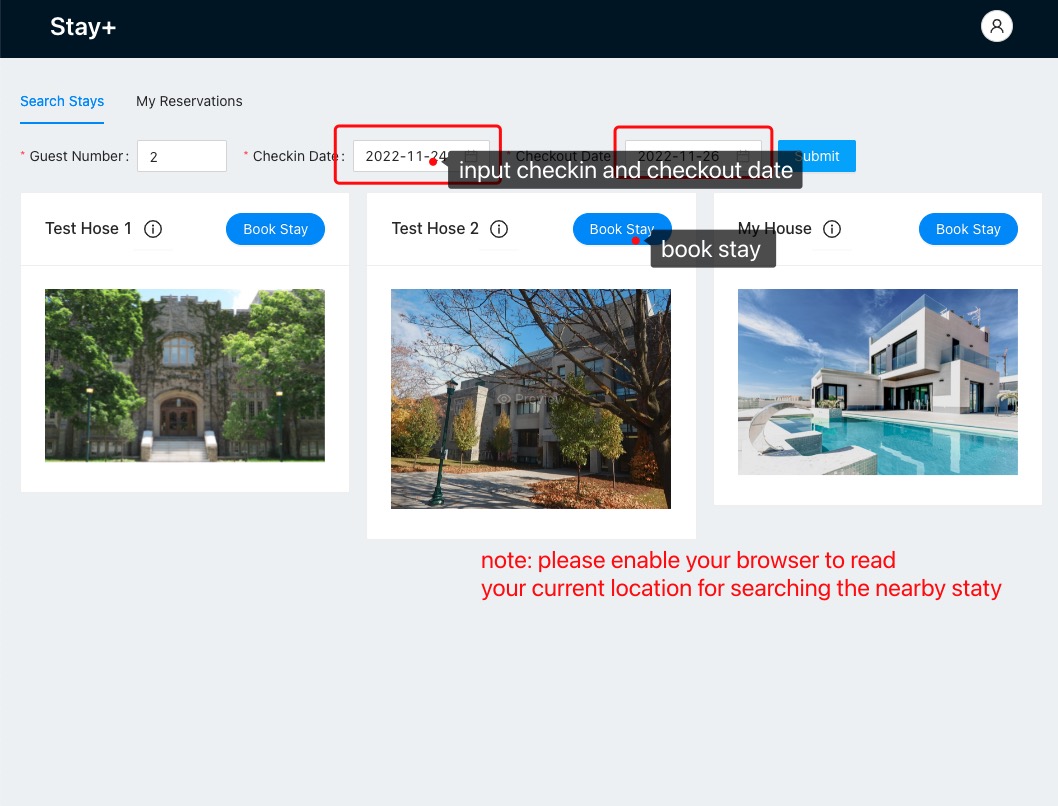 Stay+
Search Stays My Reservations
* Guest Number : 2 * Checkin Date : 2022-11-24 * Checkout Date 2022-11-26 Submit
input checkin and checkout date
Test Hose 1 Book Stay Test Hose 2 Book Stay My House Book Stay
book stay
Preview
note: please enable your browser to read
your current location for searching the nearby staty